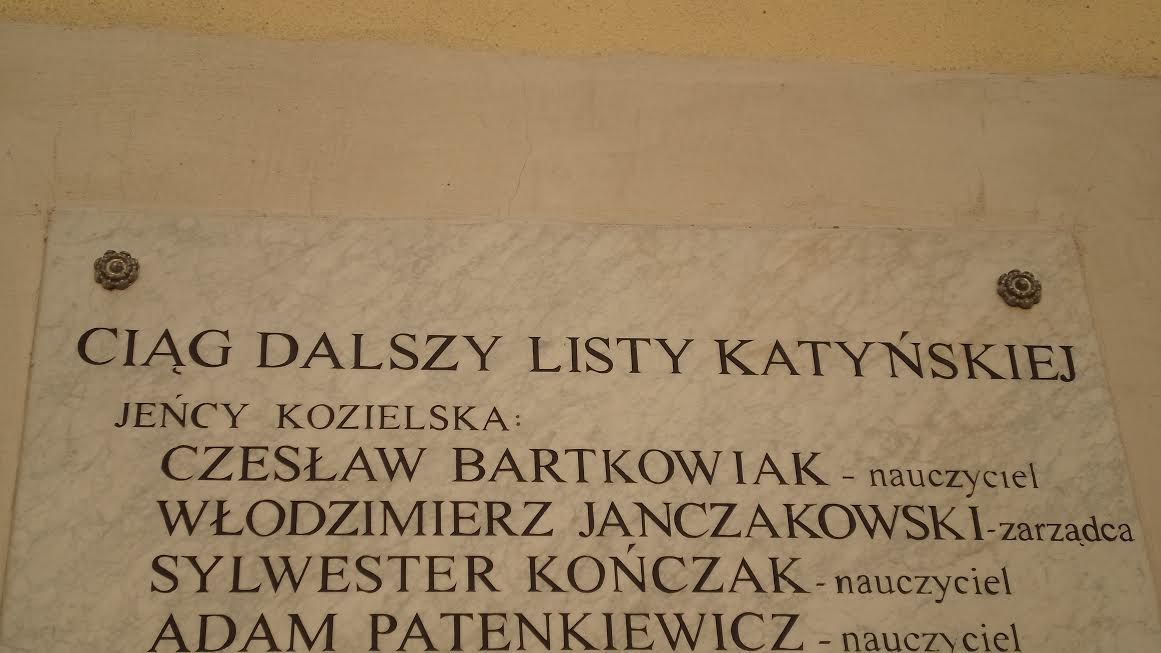 CIĄG DALSZY LISTY KATYŃSKIEJ
JEŃCY KOZIELSKA:
CZESŁAW BARTKOWIAK - nauczyciel
WŁODZIMIERZ JANCZAKOWSKI - zarządca
SYLWESTER KOŃCZAK - nauczyciel
ADAM PATENKIEWICZ - nauczyciel